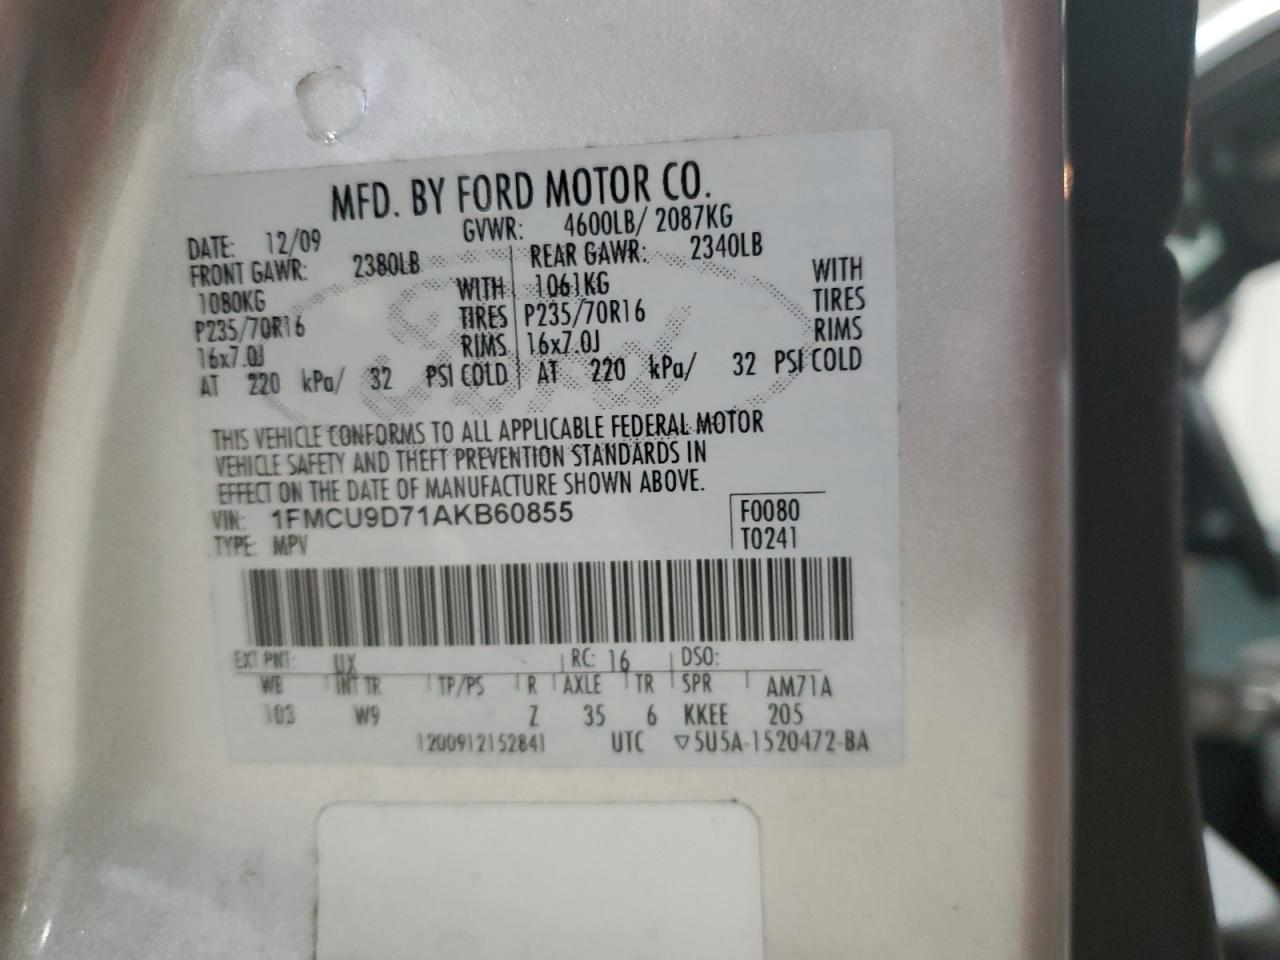 MFD. BY FORD MOTOR CO.
DATE: 12/09 GVWR: 4600LB/ 2087KG
FRONT GAWR: 2380LB REAR GAWR: 2340LB
1080KG WITH 1061KG WITH
P235/70R16 TIRES P235/70R16 TIRES
16x7.0J RIMS 16x7.0J RIMS
AT 220 kPa/ 32 PSI COLD AT 220 kPa/ 32 PSI COLD
THIS VEHICLE CONFORMS TO ALL APPLICABLE FEDERAL MOTOR
VEHICLE SAFETY AND THEFT PREVENTION STANDARDS IN
EFFECT ON THE DATE OF MANUFACTURE SHOWN ABOVE.
VIN: 1FMCU9D71AKB60855 F0080
TYPE: MPV T0241
EXT PNT: UX RC: 16 DSO:
WB INT TR TP/PS R AXLE TR SPR AM71A
103 W9 Z 35 6 KKEE 205
1200912152841 UTC ▽5U5A-1520472-BA